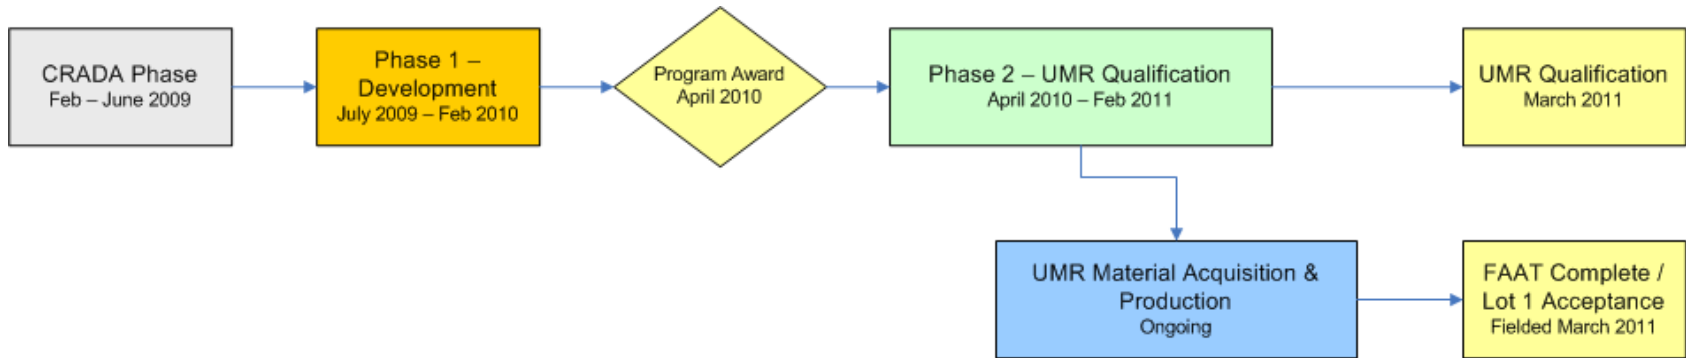 CRADA Phase
Feb – June 2009
Phase 1 –
Development
July 2009 – Feb 2010
Program Award
April 2010
Phase 2 – UMR Qualification
April 2010 – Feb 2011
UMR Qualification
March 2011
UMR Material Acquisition &
Production
Ongoing
FAAT Complete /
Lot 1 Acceptance
Fielded March 2011